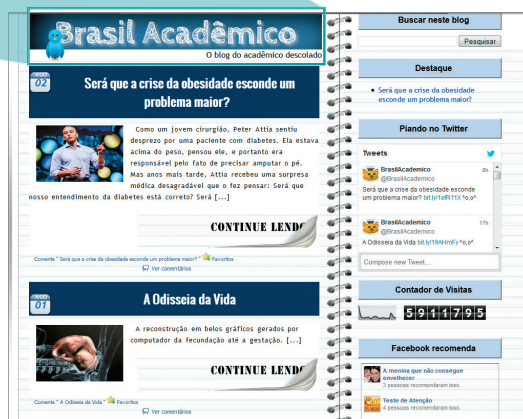 Brasil Acadêmico
O blog do acadêmico descolado
AGO
02
Será que a crise da obesidade esconde um
problema maior?
Como um jovem cirurgião, Peter Attia sentiu
desprezo por uma paciente com diabetes. Ela estava
acima do peso, pensou ele, e portanto era
responsável pelo fato de precisar amputar o pé.
Mas anos mais tarde, Attia recebeu uma surpresa
médica desagradável que o fez pensar: Será que
nosso entendimento da diabetes está correto? Será [...]
CONTINUE LENDO
Comente " Será que a crise da obesidade esconde um problema maior? " Favoritos
Ver comentários
AGO
01
A Odisseia da Vida
A reconstrução em belos gráficos gerados por
computador da fecundação até a gestação. [...]
CONTINUE LENDO
Comente " A Odisseia da Vida " Favoritos
Ver comentários
Buscar neste blog
Pesquisar
Destaque
Será que a crise da obesidade
esconde um problema maior?
Piando no Twitter
Tweets
BrasilAcademico 2h
@BrasilAcademico
Será que a crise da obesidade esconde
um problema maior? bit.ly/1efR11X ^o,o^
BrasilAcademico 17h
@BrasilAcademico
A Odisseia da Vida bit.ly/19AHmFy ^o,o^
Compose new Tweet...
Contador de Visitas
5911795
Facebook recomenda
A menina que não consegue
envelhecer
3 pessoas recomendaram isso.
Teste de Atenção
4 pessoas recomendaram isso.